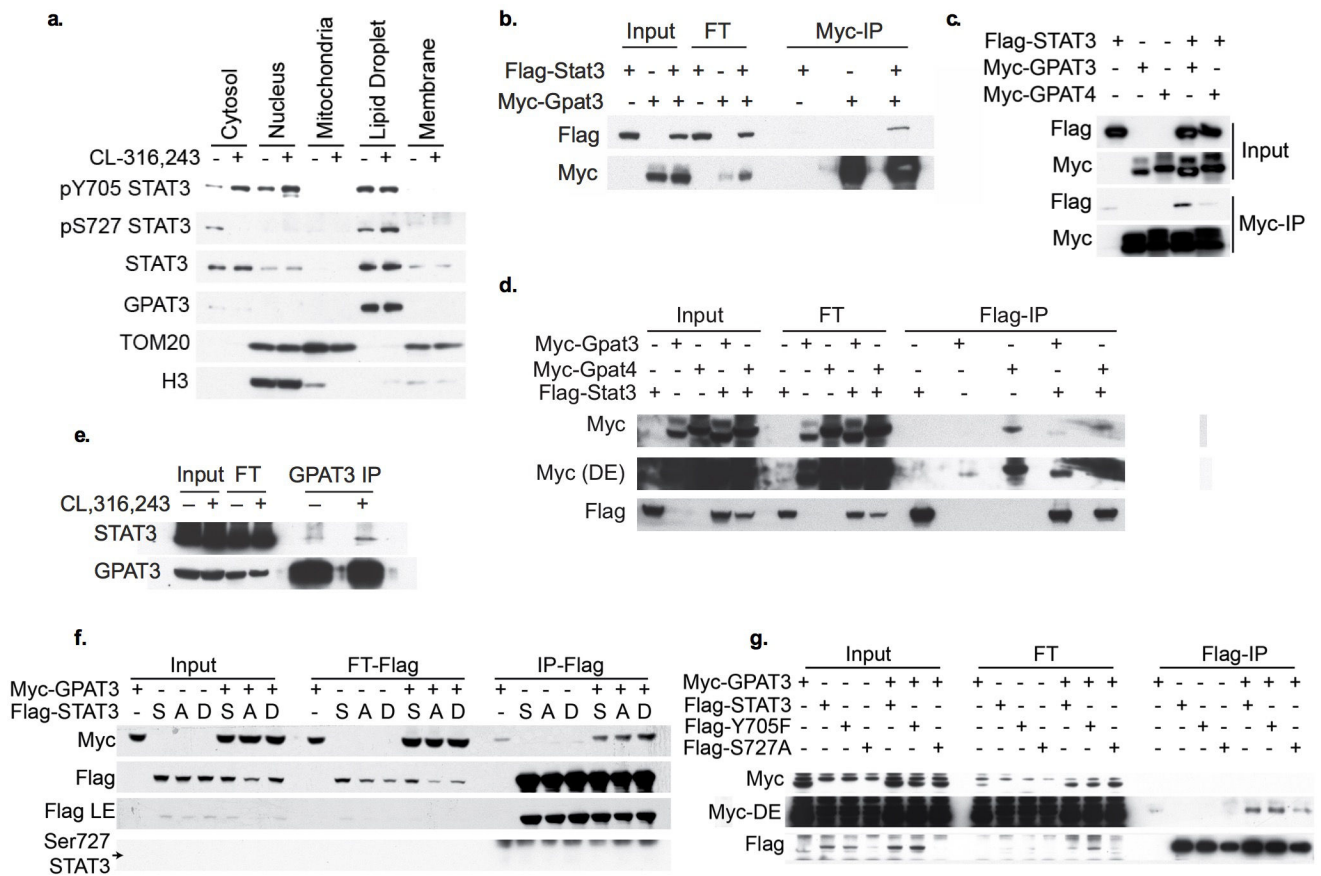 a.
Cytosol
Nucleus
Mitochondria
Lipid Droplet
Membrane
CL-316,243 - + - + - + - + - +
pY705 STAT3
pS727 STAT3
STAT3
GPAT3
TOM20
H3
b.
Input FT Myc-IP
Flag-Stat3 + - + + - + + - +
Myc-Gpat3 - + + - + + - + +
Flag
Myc
c.
Flag-STAT3 + - - + +
Myc-GPAT3 - + - + -
Myc-GPAT4 - - + - +
Flag
Myc
Input
Flag
Myc
Myc-IP
d.
Input FT Flag-IP
Myc-Gpat3 - + - + - - + - + - - + - + -
Myc-Gpat4 - - + - + - - + - + - - + - +
Flag-Stat3 + - - + + + - - + + + - - + +
Myc
Myc (DE)
Flag
e.
Input FT GPAT3 IP
CL,316,243 – + – + – +
STAT3
GPAT3
f.
Input FT-Flag IP-Flag
Myc-GPAT3 + - - - + + + + - - - + + + + - - - + + +
Flag-STAT3 - S A D S A D - S A D S A D - S A D S A D
Myc
Flag
Flag LE
Ser727
STAT3
g.
Input FT Flag-IP
Myc-GPAT3 + - - - + + + + - - - + + + + - - - + + +
Flag-STAT3 - + - - + - - - + - - + - - - + - - + - -
Flag-Y705F - - + - - + - - - + - - + - - - + - - + -
Flag-S727A - - - + - - + - - - + - - + - - - + - - +
Myc
Myc-DE
Flag